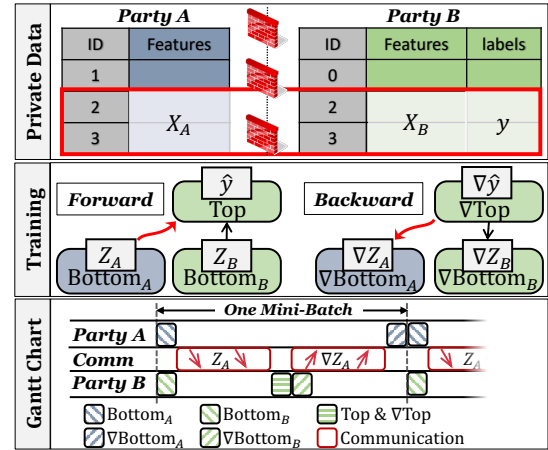 Private Data
Party A
Party B
ID Features
ID Features labels
1
0
2
3
X_A
2
3
X_B
y
Training
Forward
ŷ
Top
Backward
∇ŷ
∇Top
Z_A
Bottom_A
Z_B
Bottom_B
∇Z_A
∇Bottom_A
∇Z_B
∇Bottom_B
Gantt Chart
One Mini-Batch
Party A
Comm Z_A ∇Z_A Z_A
Party B
Bottom_A Bottom_B Top & ∇Top
∇Bottom_A ∇Bottom_B Communication